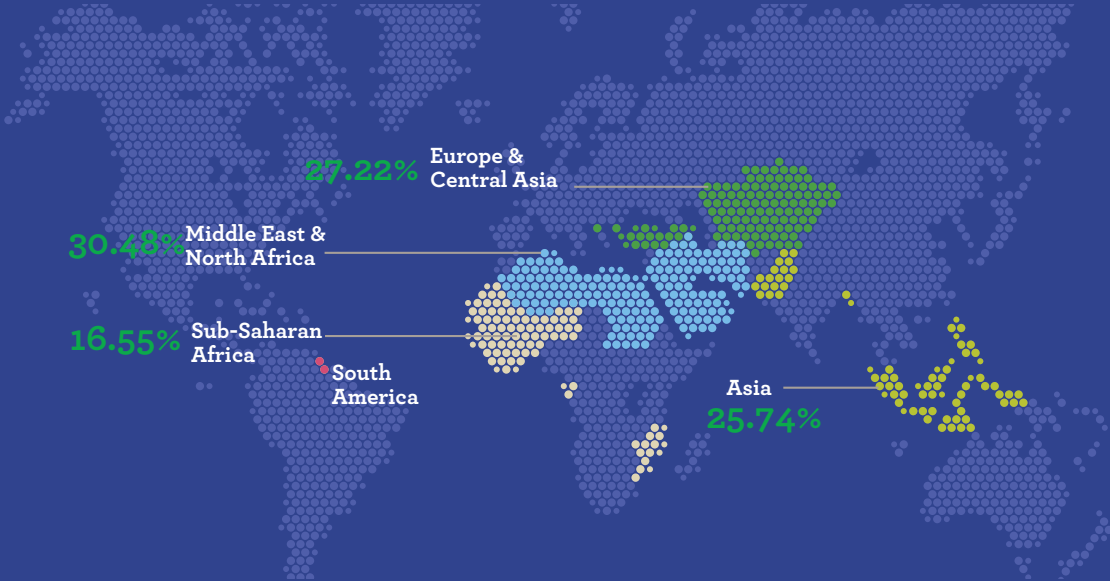 27.22%
Europe &
Central Asia
30.48%
Middle East &
North Africa
16.55%
Sub-Saharan
Africa
South
America
Asia
25.74%